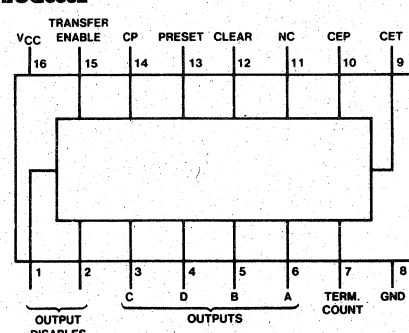 TRANSFER
VCC ENABLE CP PRESET CLEAR NC CEP CET
16 15 14 13 12 11 10 9
1 2 3 4 5 6 7 8
C D B A TERM. GND
OUTPUT OUTPUTS COUNT
DISABLES